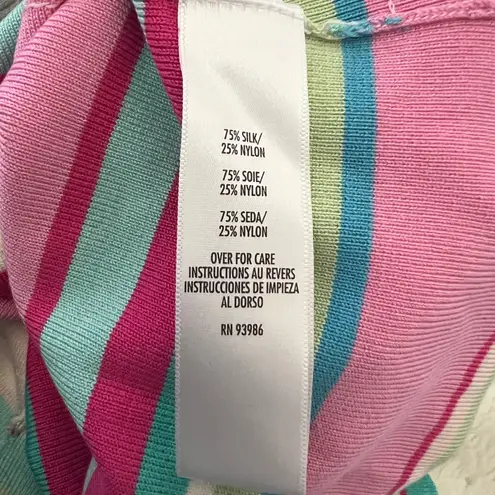 75% SILK/
25% NYLON
75% SOIE/
25% NYLON
75% SEDA/
25% NYLON
OVER FOR CARE
INSTRUCTIONS AU REVERS
INSTRUCCIONES DE IMPIEZA
AL DORSO
RN 93986